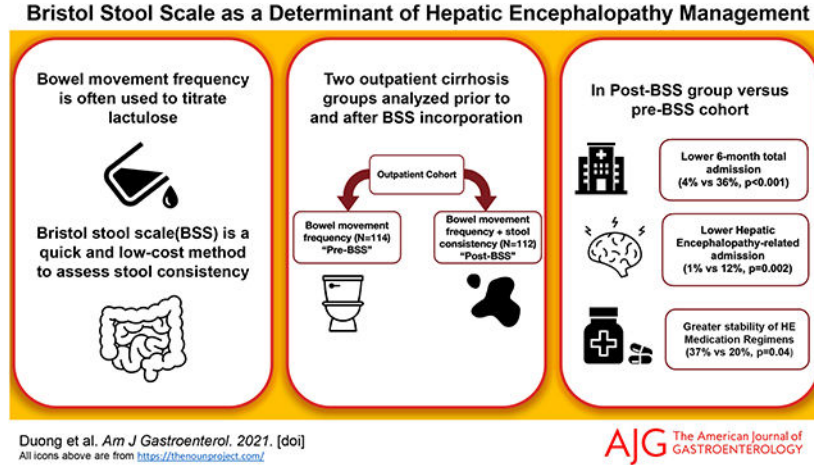 Bristol Stool Scale as a Determinant of Hepatic Encephalopathy Management
Bowel movement frequency
is often used to titrate
lactulose
Bristol stool scale(BSS) is a
quick and low-cost method
to assess stool consistency
Two outpatient cirrhosis
groups analyzed prior to
and after BSS incorporation
Outpatient Cohort
Bowel movement
frequency (N=114)
"Pre-BSS"
Bowel movement
frequency + stool
consistency (N=112)
"Post-BSS"
In Post-BSS group versus
pre-BSS cohort
Lower 6-month total
admission
(4% vs 36%, p<0.001)
Lower Hepatic
Encephalopathy-related
admission
(1% vs 12%, p=0.002)
Greater stability of HE
Medication Regimens
(37% vs 20%, p=0.04)
Duong et al. Am J Gastroenterol. 2021. [doi]
All icons above are from https://thenounproject.com/
AJG The American Journal of
GASTROENTEROLOGY